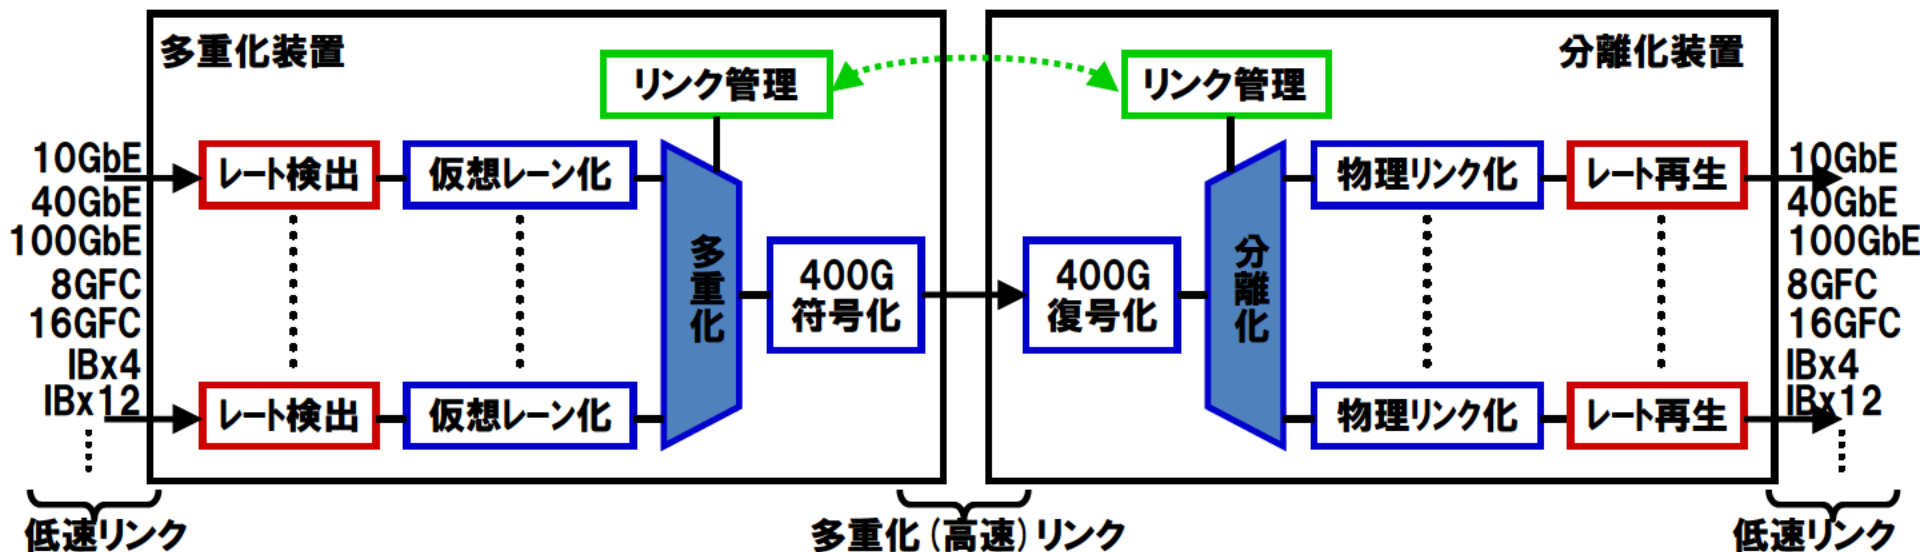 多重化装置
分離化装置
リンク管理
リンク管理
10GbE
40GbE
100GbE
8GFC
16GFC
IBx4
IBx12
レート検出
仮想レーン化
レート検出
仮想レーン化
多重化
400G
符号化
400G
復号化
分離化
物理リンク化
レート再生
物理リンク化
レート再生
10GbE
40GbE
100GbE
8GFC
16GFC
IBx4
IBx12
低速リンク
多重化(高速)リンク
低速リンク